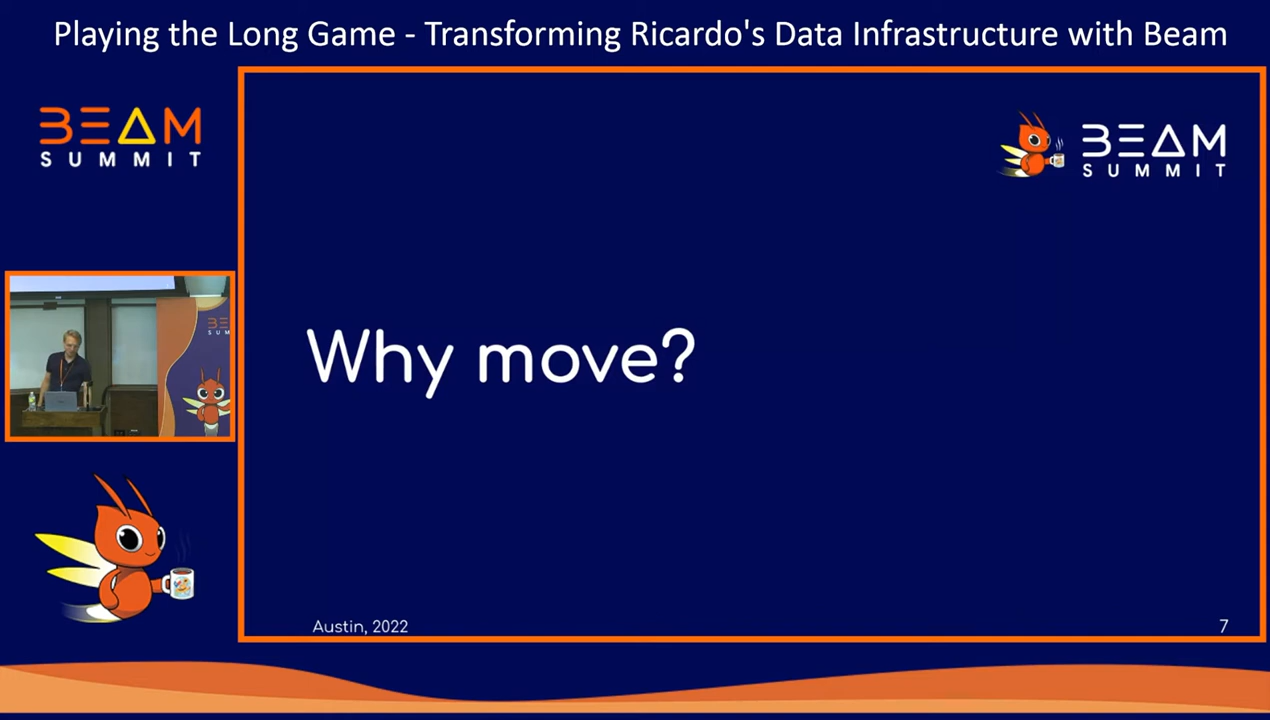 Playing the Long Game - Transforming Ricardo's Data Infrastructure with Beam
BEAM
SUMMIT
BEAM
SUMMIT
Why move?
Austin, 2022
7